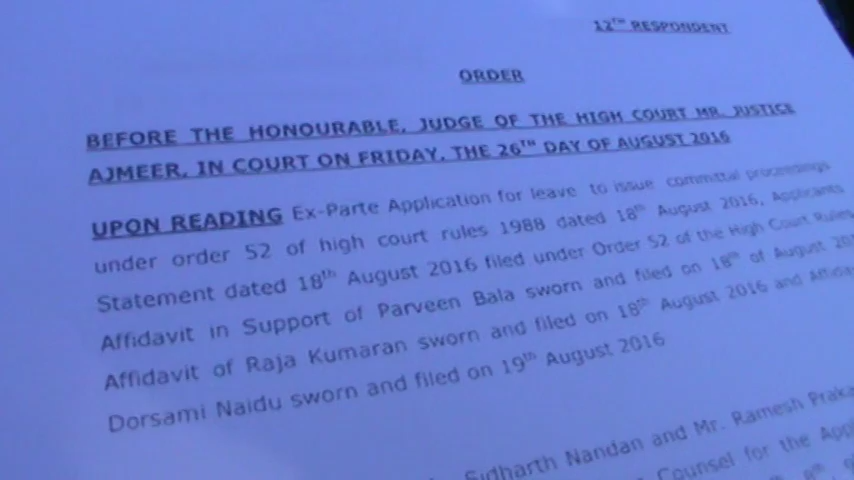 12TH RESPONDENT
ORDER
BEFORE THE HONOURABLE, JUDGE OF THE HIGH COURT MR. JUSTICE
AJMEER, IN COURT ON FRIDAY, THE 26TH DAY OF AUGUST 2016
UPON READING Ex-Parte Application for leave to issue committal proceedings
under order 52 of high court rules 1988 dated 18th August 2016, Applicants
Statement dated 18th August 2016 filed under Order 52 of the High Court Rules
Affidavit in Support of Parveen Bala sworn and filed on 18th of August
Affidavit of Raja Kumaran sworn and filed on 18th August 2016 and
Dorsami Naidu sworn and filed on 19th August 2016
Sidharth Nandan and Mr. Ramesh
Counsel for the